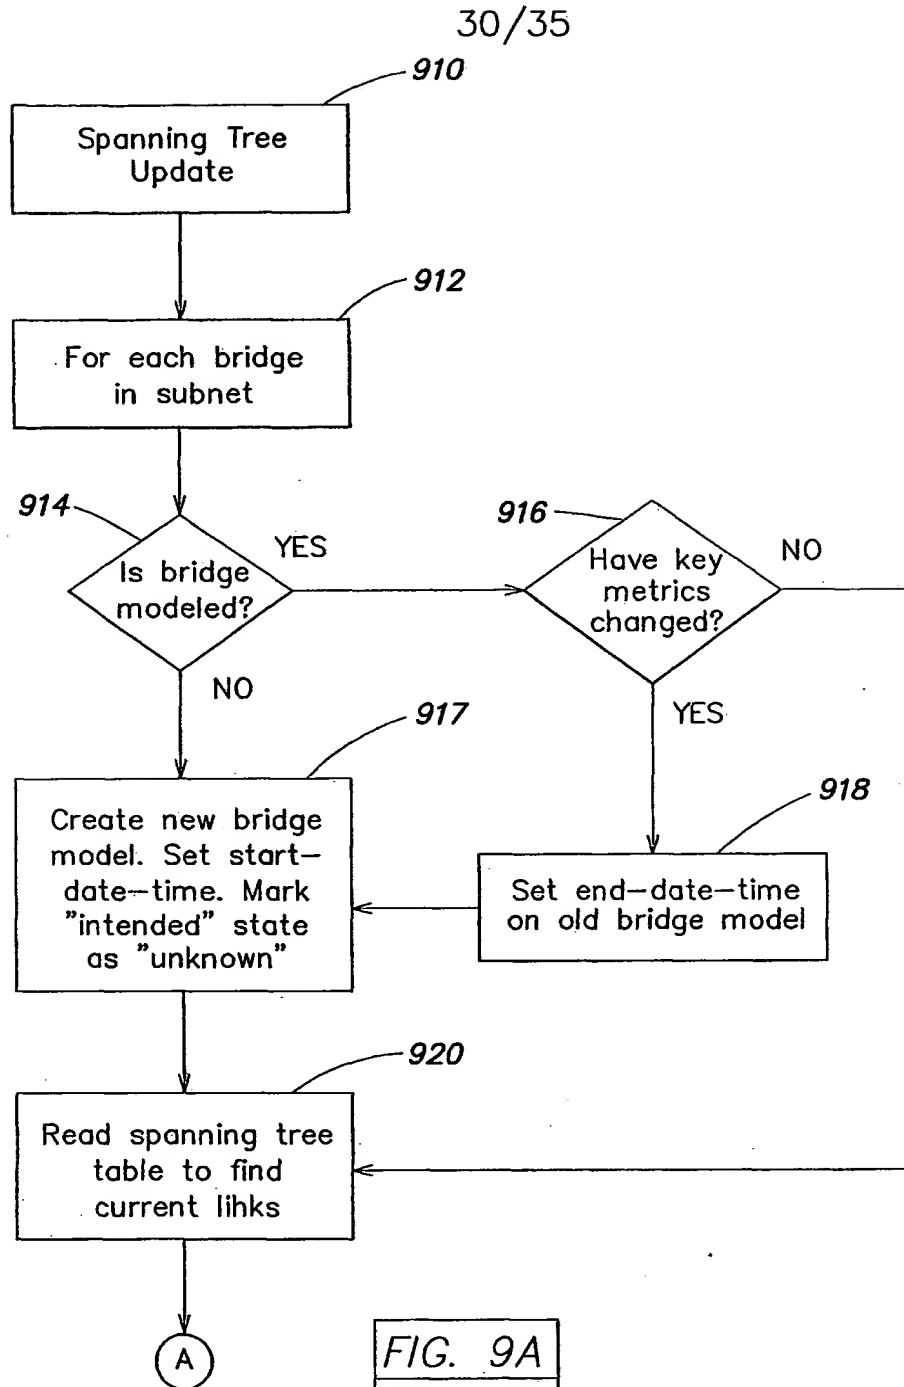 30/35
910
Spanning Tree
Update
912
For each bridge
in subnet
914
Is bridge
modeled?
YES
NO
916
Have key
metrics
changed?
NO
YES
917
Create new bridge
model. Set start-
date-time. Mark
"intended" state
as "unknown"
918
Set end-date-time
on old bridge model
920
Read spanning tree
table to find
current lihks
A
FIG. 9A